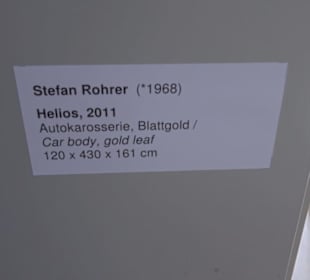 Stefan Rohrer (*1968)
Helios, 2011
Autokarosserie, Blattgold /
Car body, gold leaf
120 x 430 x 161 cm